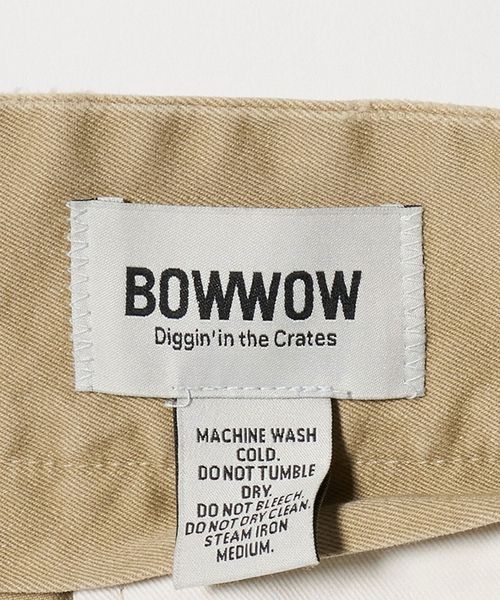 BOWWOW
Diggin' in the Crates
MACHINE WASH
COLD.
DO NOT TUMBLE
DRY.
DO NOT BLEECH.
DO NOT DRY CLEAN.
STEAM IRON
MEDIUM.